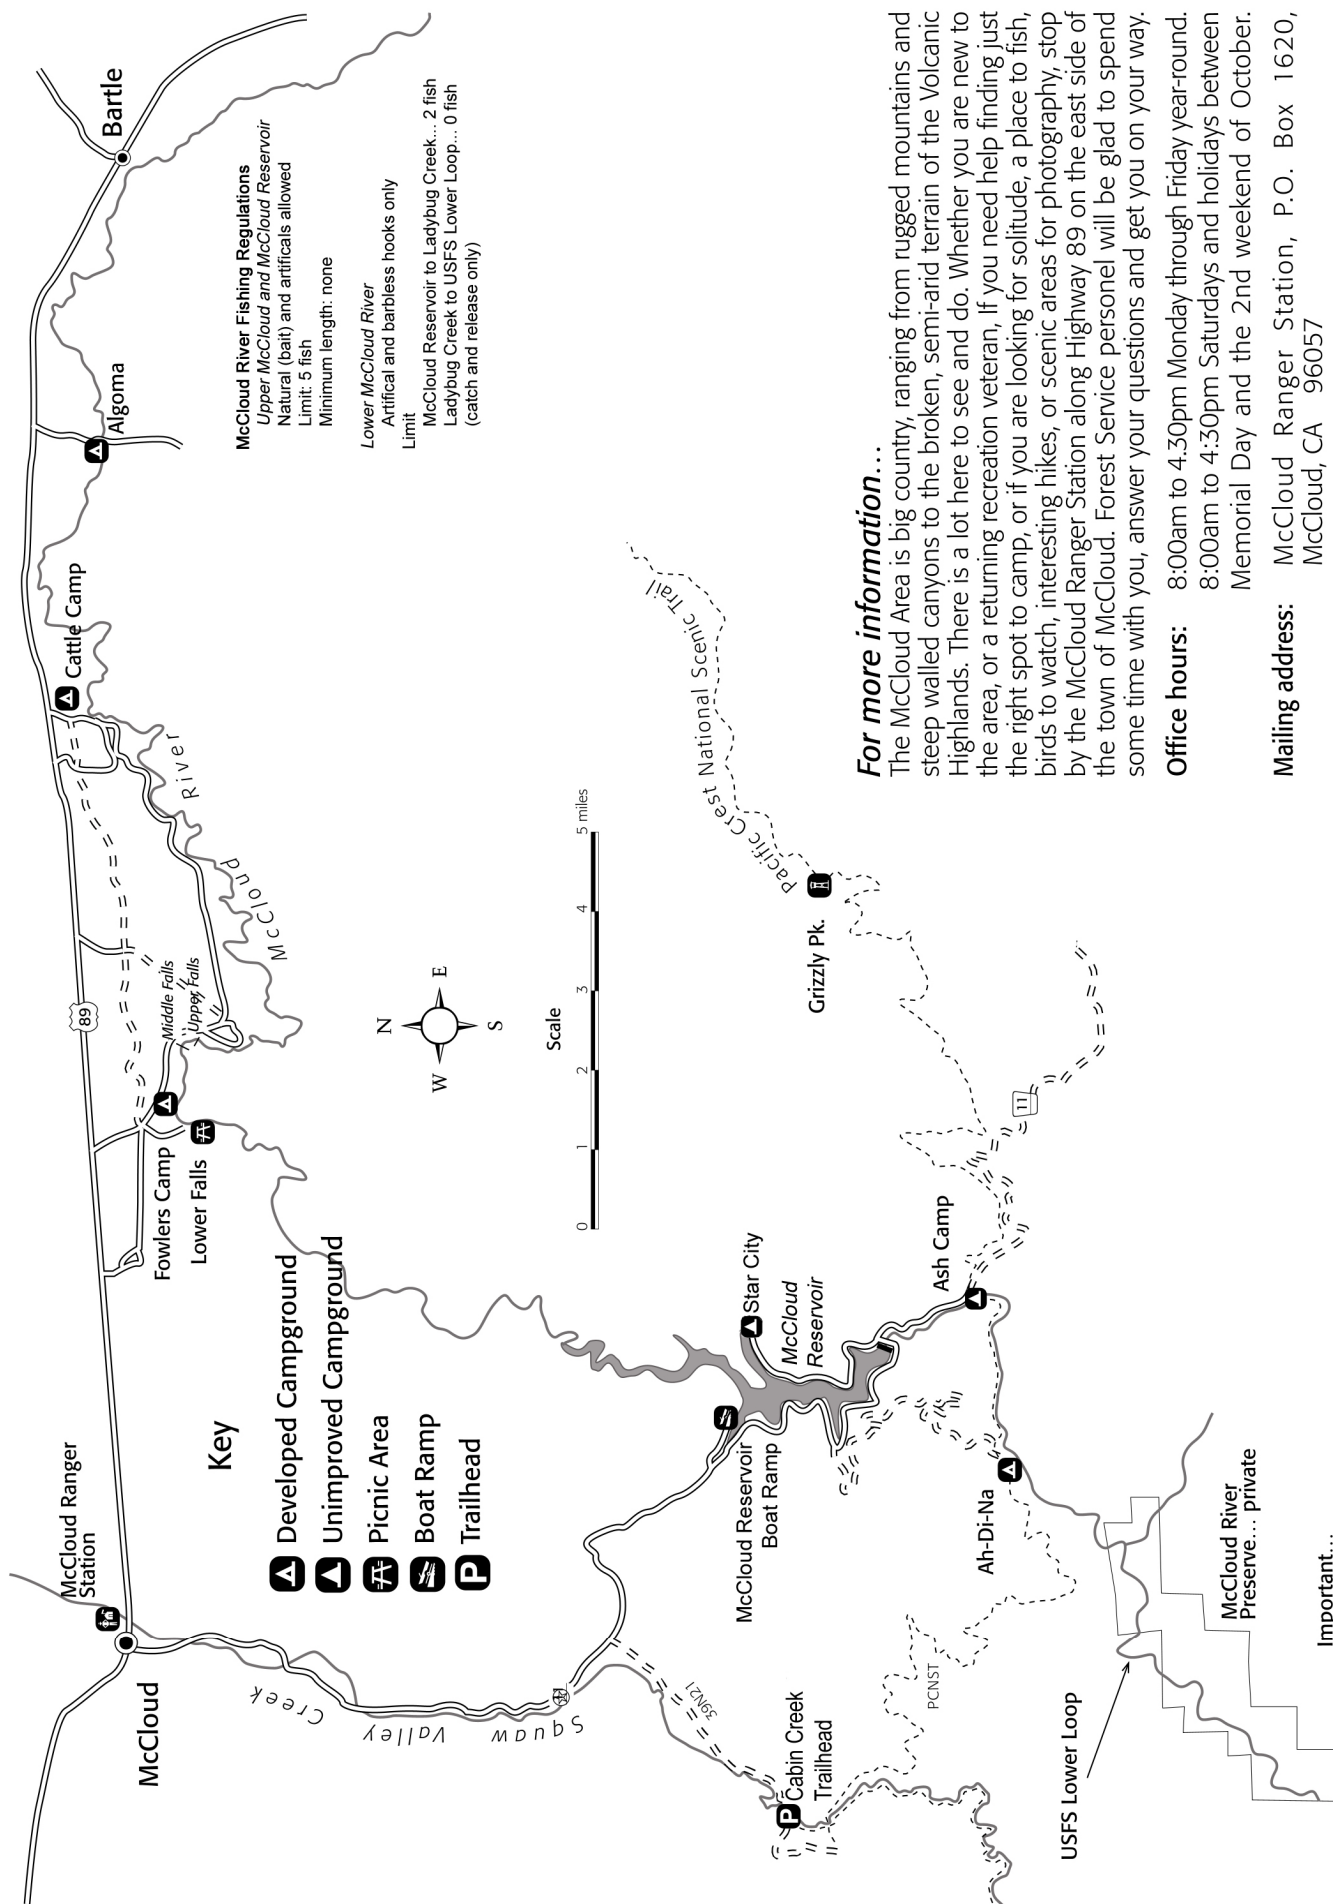 McCloud
McCloud Ranger
Station
89
Bartle
Algoma
Cattle Camp
McCloud River
Middle Falls
Upper Falls
Fowlers Camp
Lower Falls
McCloud River Fishing Regulations
Upper McCloud and McCloud Reservoir
Natural (bait) and artificals allowed
Limit: 5 fish
Minimum length: none
Lower McCloud River
Artifical and barbless hooks only
Limit
McCloud Reservoir to Ladybug Creek... 2 fish
Ladybug Creek to USFS Lower Loop... 0 fish
(catch and release only)
Key
Developed Campground
Unimproved Campground
Picnic Area
Boat Ramp
P Trailhead
N
W
E
S
Scale
0 1 2 3 4 5 miles
Squaw Valley Creek
39N21
P Cabin Creek
Trailhead
PCNST
McCloud Reservoir
Boat Ramp
Star City
McCloud
Reservoir
Ash Camp
Ah-Di-Na
11
Grizzly Pk.
Pacific Crest National Scenic Trail
USFS Lower Loop
McCloud River
Preserve... private
Important...
For more information...
The McCloud Area is big country, ranging from rugged mountains and
steep walled canyons to the broken, semi-arid terrain of the Volcanic
Highlands. There is a lot here to see and do. Whether you are new to
the area, or a returning recreation veteran, If you need help finding just
the right spot to camp, or if you are looking for solitude, a place to fish,
birds to watch, interesting hikes, or scenic areas for photography, stop
by the McCloud Ranger Station along Highway 89 on the east side of
the town of McCloud. Forest Service personel will be glad to spend
some time with you, answer your questions and get you on your way.
Office hours: 8:00am to 4.30pm Monday through Friday year-round.
8:00am to 4:30pm Saturdays and holidays between
Memorial Day and the 2nd weekend of October.
Mailing address: McCloud Ranger Station, P.O. Box 1620,
McCloud, CA 96057